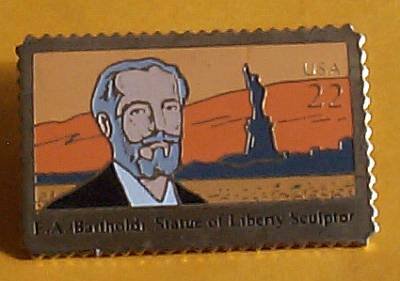 USA
22
F.A. Bartholdi, Statue of Liberty Sculptor